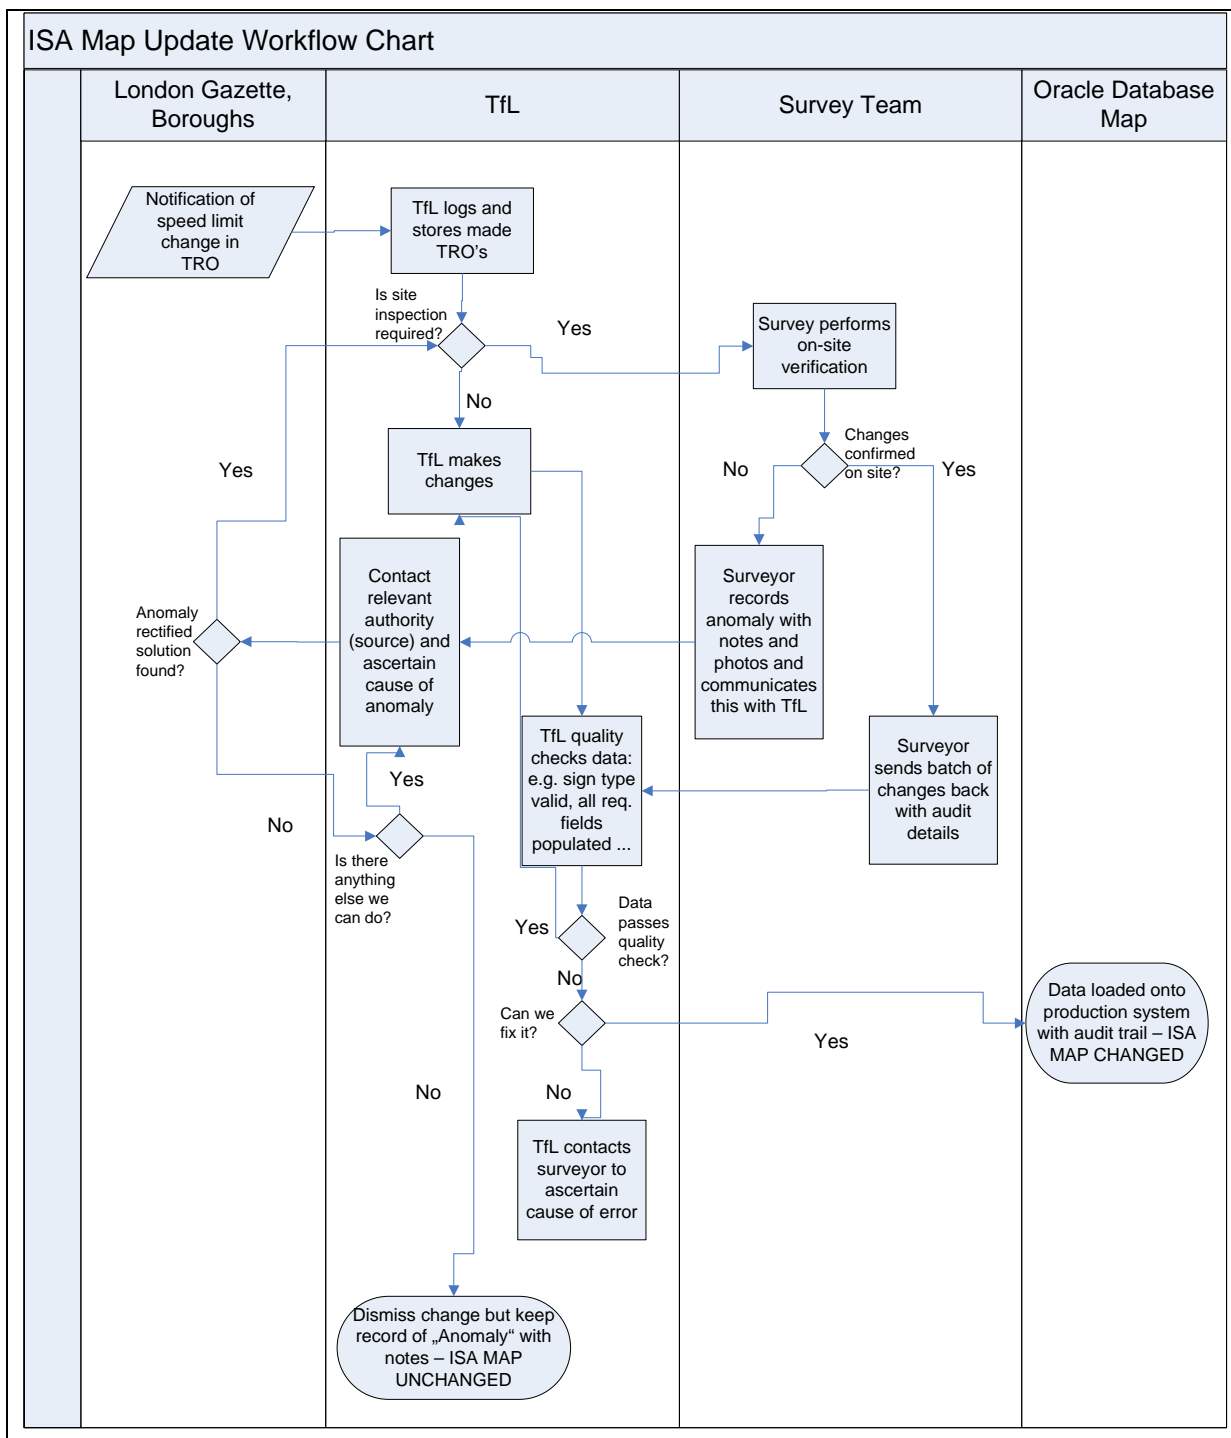 ISA Map Update Workflow Chart
London Gazette,
Boroughs
TfL
Survey Team
Oracle Database
Map
Notification of
speed limit
change in
TRO
TfL logs and
stores made
TRO's
Is site
inspection
required?
Yes
Survey performs
on-site
verification
No
TfL makes
changes
Changes
confirmed
on site?
No
Yes
Yes
Contact
relevant
authority
(source) and
ascertain
cause of
anomaly
Surveyor
records
anomaly with
notes and
photos and
communicates
this with TfL
Anomaly
rectified
solution
found?
TfL quality
checks data:
e.g. sign type
valid, all req.
fields
populated ...
Surveyor
sends batch of
changes back
with audit
details
Yes
No
Is there
anything
else we
can do?
Data
passes
quality
check?
Yes
No
Can we
fix it?
Yes
Data loaded onto
production system
with audit trail – ISA
MAP CHANGED
No
No
TfL contacts
surveyor to
ascertain
cause of error
Dismiss change but keep
record of „Anomaly“ with
notes – ISA MAP
UNCHANGED